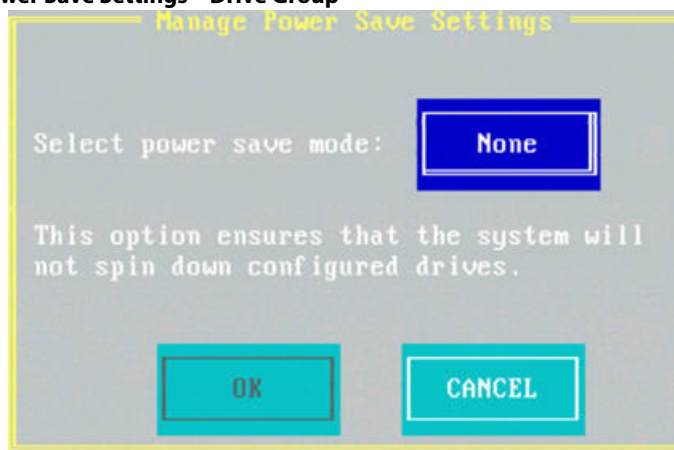 wer Save Settings – Drive Group
Manage Power Save Settings
Select power save mode: None
This option ensures that the system will
not spin down configured drives.
OK CANCEL